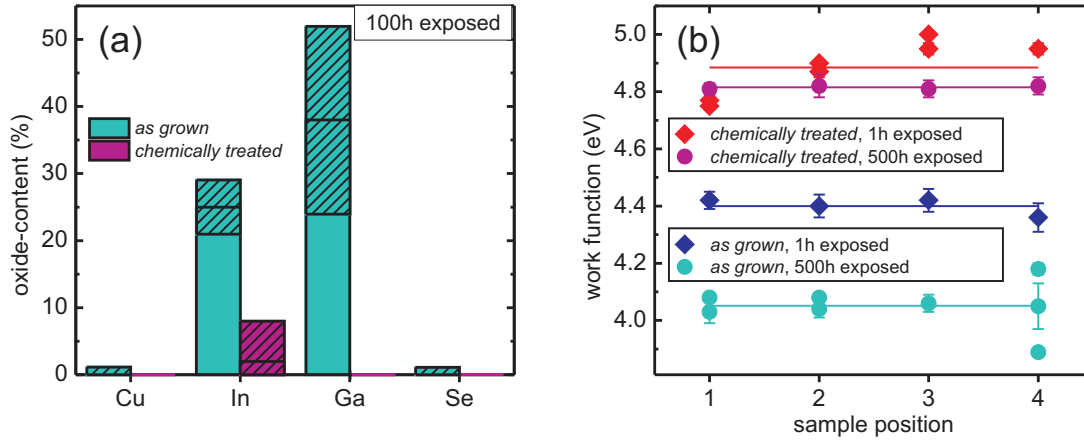 (a)
100h exposed
as grown
chemically treated
oxide-content (%)
50
40
30
20
10
0
Cu In Ga Se
(b)
chemically treated, 1h exposed
chemically treated, 500h exposed
as grown, 1h exposed
as grown, 500h exposed
work function (eV)
5.0
4.8
4.6
4.4
4.2
4.0
1 2 3 4
sample position